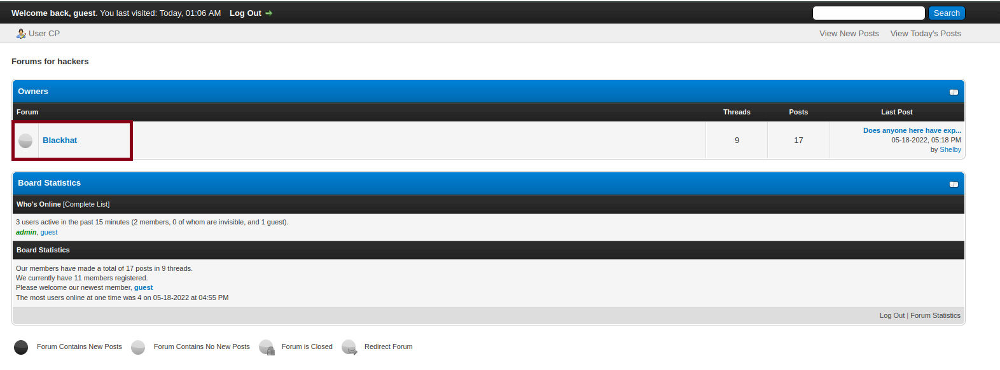 Welcome back, guest. You last visited: Today, 01:06 AM Log Out Search
User CP View New Posts View Today's Posts
Forums for hackers
Owners
Forum Threads Posts Last Post
Blackhat 9 17 Does anyone here have exp...
05-18-2022, 05:18 PM
by Shelby
Board Statistics
Who's Online [Complete List]
3 users active in the past 15 minutes (2 members, 0 of whom are invisible, and 1 guest).
admin, guest
Board Statistics
Our members have made a total of 17 posts in 9 threads.
We currently have 11 members registered.
Please welcome our newest member, guest
The most users online at one time was 4 on 05-18-2022 at 04:55 PM
Log Out | Forum Statistics
Forum Contains New Posts Forum Contains No New Posts Forum is Closed Redirect Forum